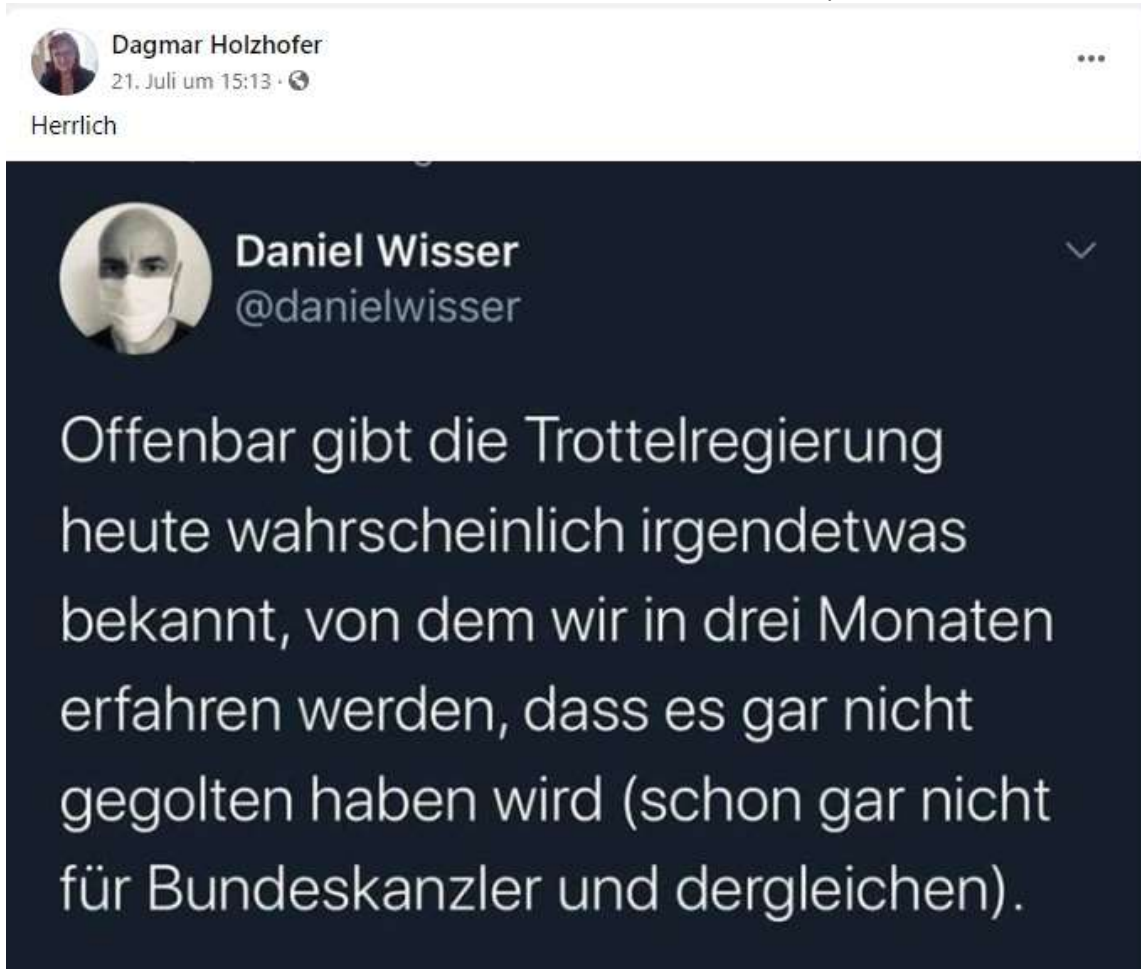 Dagmar Holzhofer
21. Juli um 15:13 ·
Herrlich
Daniel Wisser
@danielwisser
Offenbar gibt die Trottelregierung
heute wahrscheinlich irgendetwas
bekannt, von dem wir in drei Monaten
erfahren werden, dass es gar nicht
gegolten haben wird (schon gar nicht
für Bundeskanzler und dergleichen).